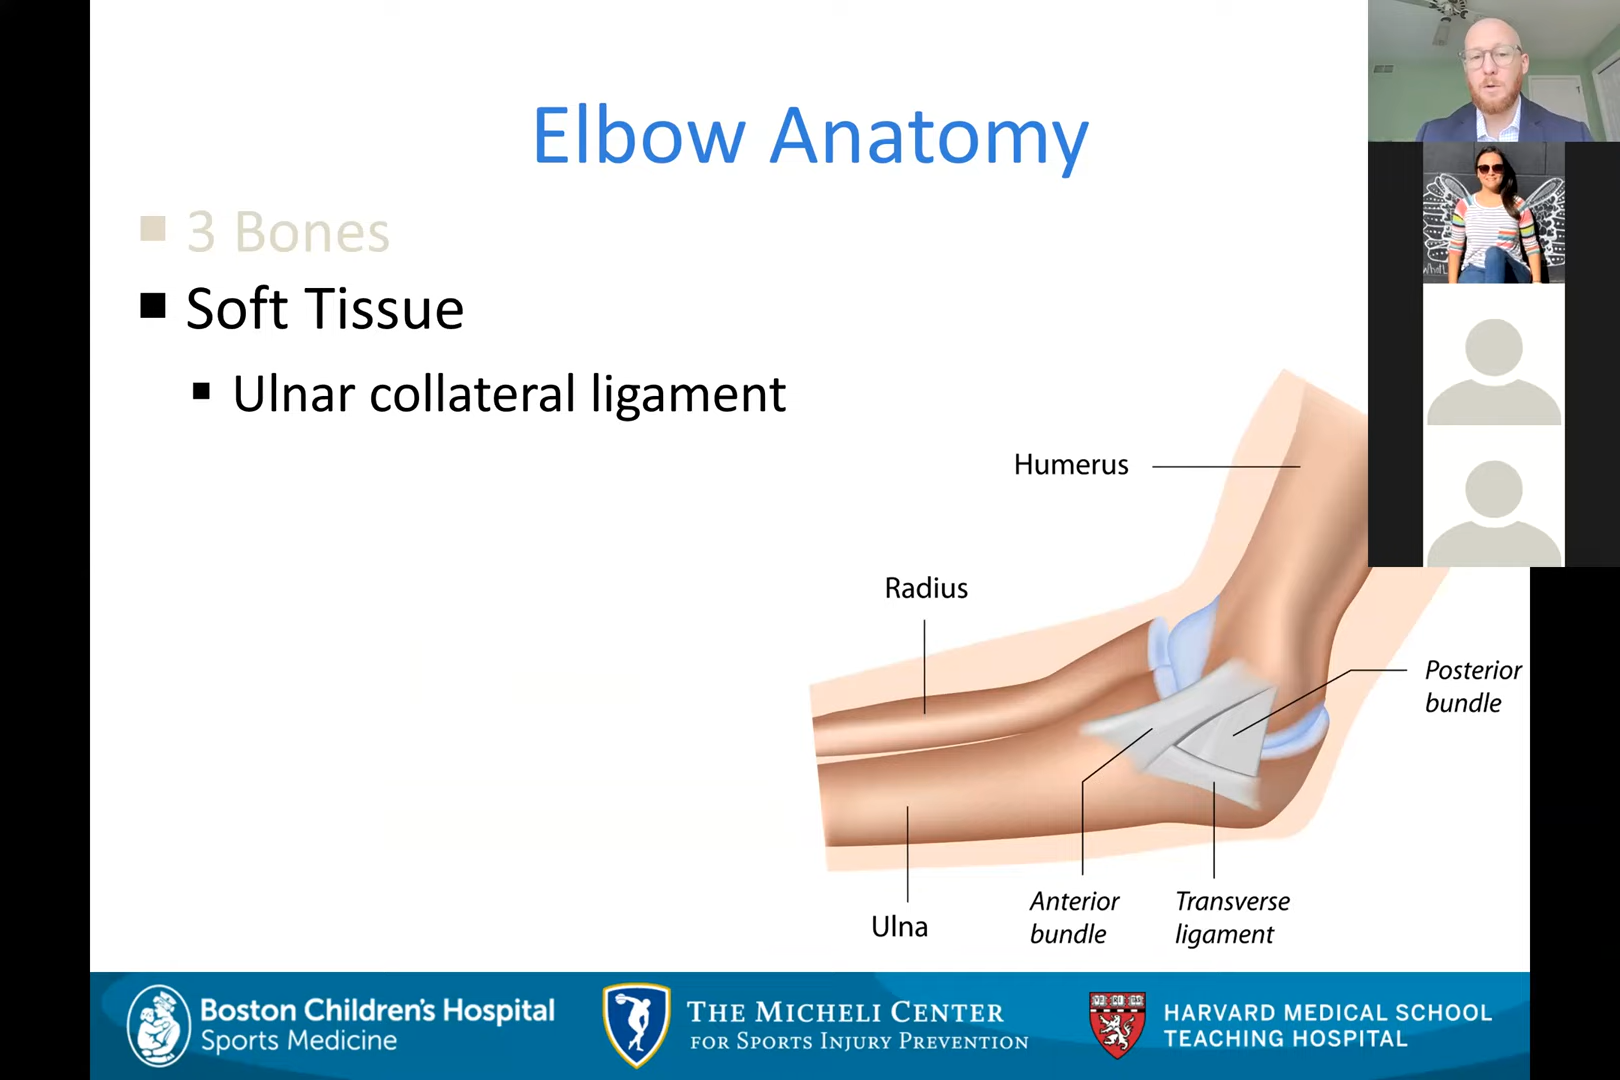 Elbow Anatomy
3 Bones
Soft Tissue
Ulnar collateral ligament
Humerus
Radius
Posterior
bundle
Ulna
Anterior
bundle
Transverse
ligament
Boston Children's Hospital
Sports Medicine
THE MICHELI CENTER
FOR SPORTS INJURY PREVENTION
HARVARD MEDICAL SCHOOL
TEACHING HOSPITAL